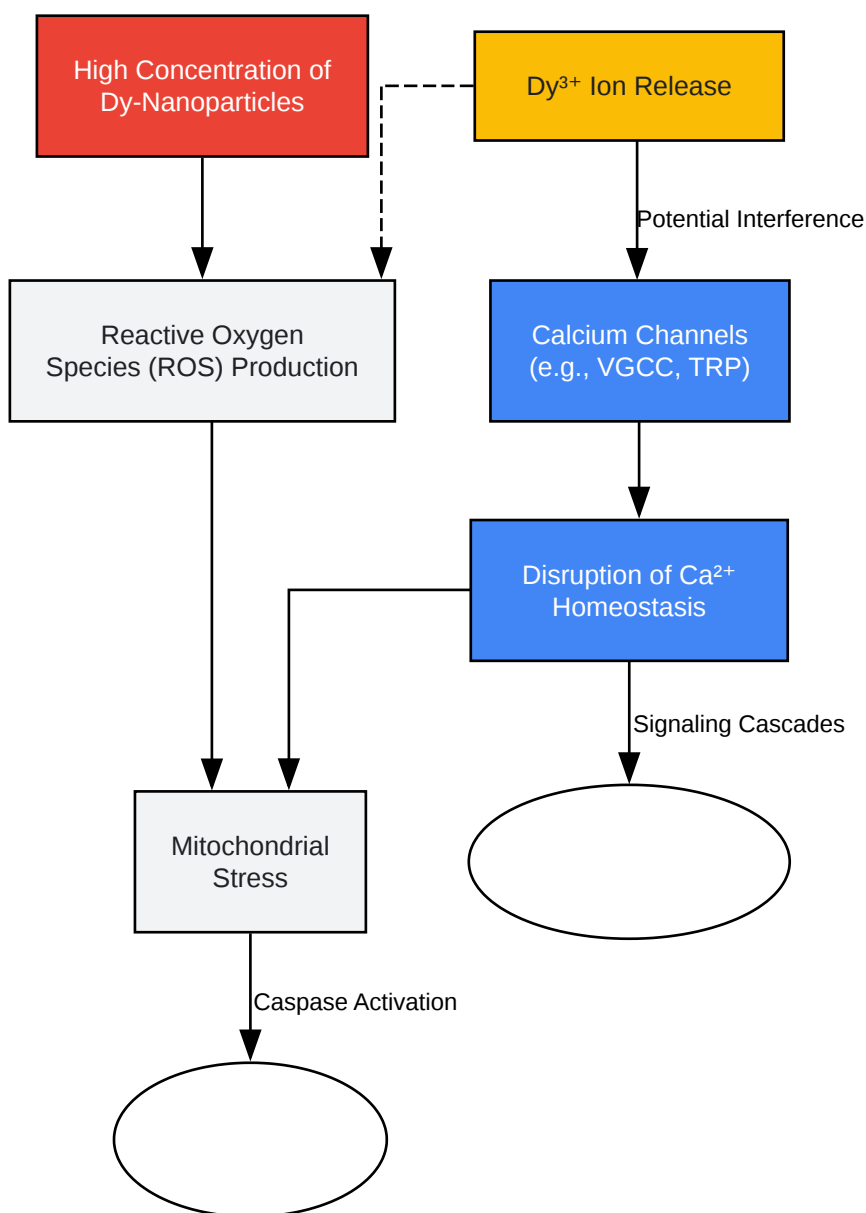 High Concentration of
Dy-Nanoparticles
Dy³⁺ Ion Release
Potential Interference
Reactive Oxygen
Species (ROS) Production
Calcium Channels
(e.g., VGCC, TRP)
Disruption of Ca²⁺
Homeostasis
Signaling Cascades
Mitochondrial
Stress
Caspase Activation